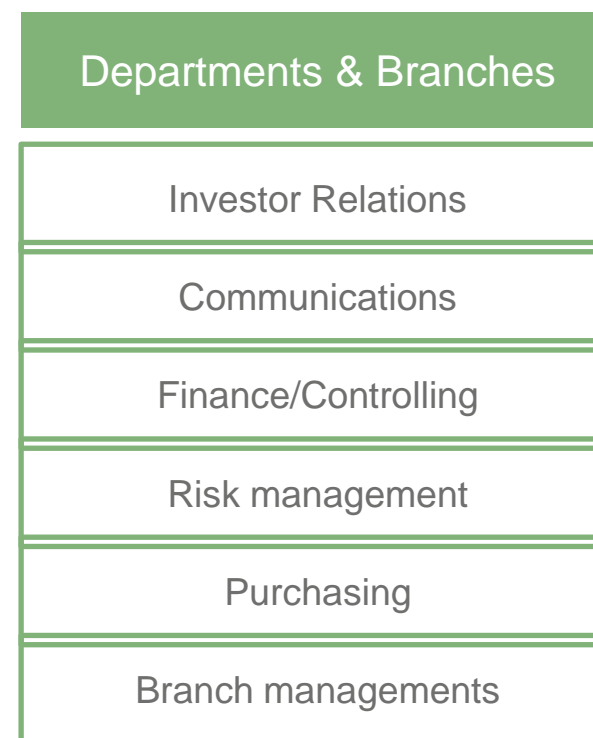 Departments & Branches
Investor Relations
Communications
Finance/Controlling
Risk management
Purchasing
Branch managements